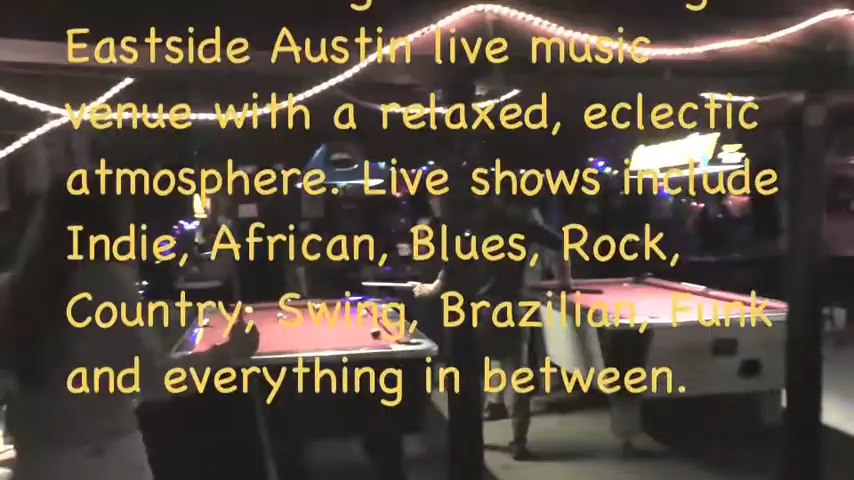 Eastside Austin live music
venue with a relaxed, eclectic
atmosphere. Live shows include
Indie, African, Blues, Rock,
Country, Swing, Brazilian, Funk
and everything in between.